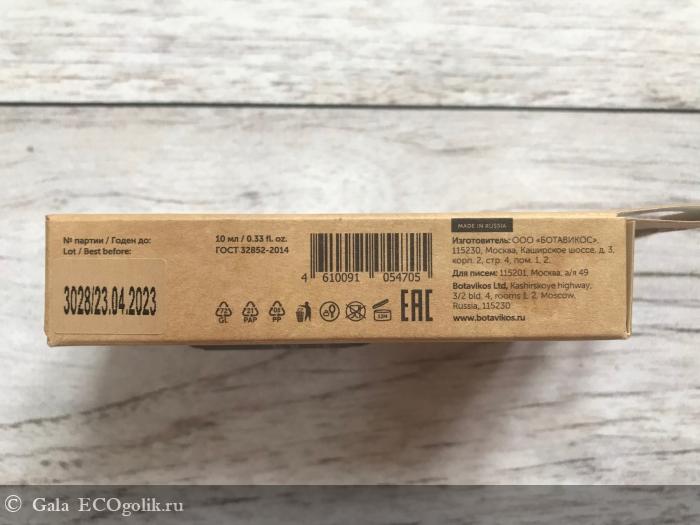 № партии / Годен до:
Lot / Best before:
3028/23.04.2023
10 мл / 0.33 fl. oz.
ГОСТ 32852-2014
4 610091 054705
72
GL
21
PAP
05
PP
12M
EAC
MADE IN RUSSIA
Изготовитель: ООО «БОТАВИКОС»,
115230, Москва, Каширское шоссе, д. 3,
корп. 2, стр. 4, пом. 1, 2.
Для писем: 115201, Москва, а/я 49
Botavikos Ltd, Kashirskoye highway,
3/2 bld. 4, rooms 1, 2, Moscow,
Russia, 115230
www.botavikos.ru
© Gala ECOgolik.ru